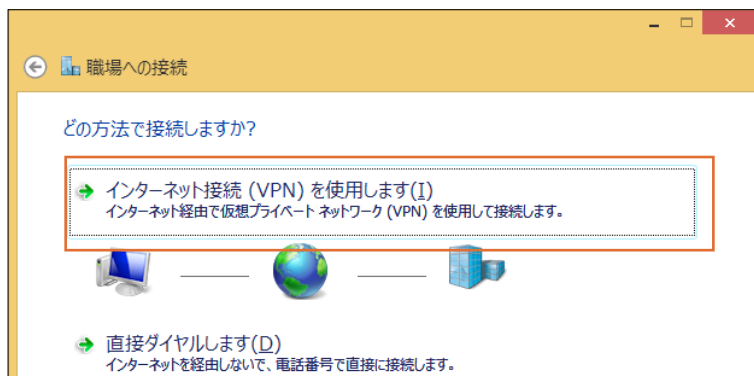 職場への接続
どの方法で接続しますか?
インターネット接続 (VPN) を使用します(I)
インターネット経由で仮想プライベート ネットワーク (VPN) を使用して接続します。
直接ダイヤルします(D)
インターネットを経由しないで、電話番号で直接に接続します。